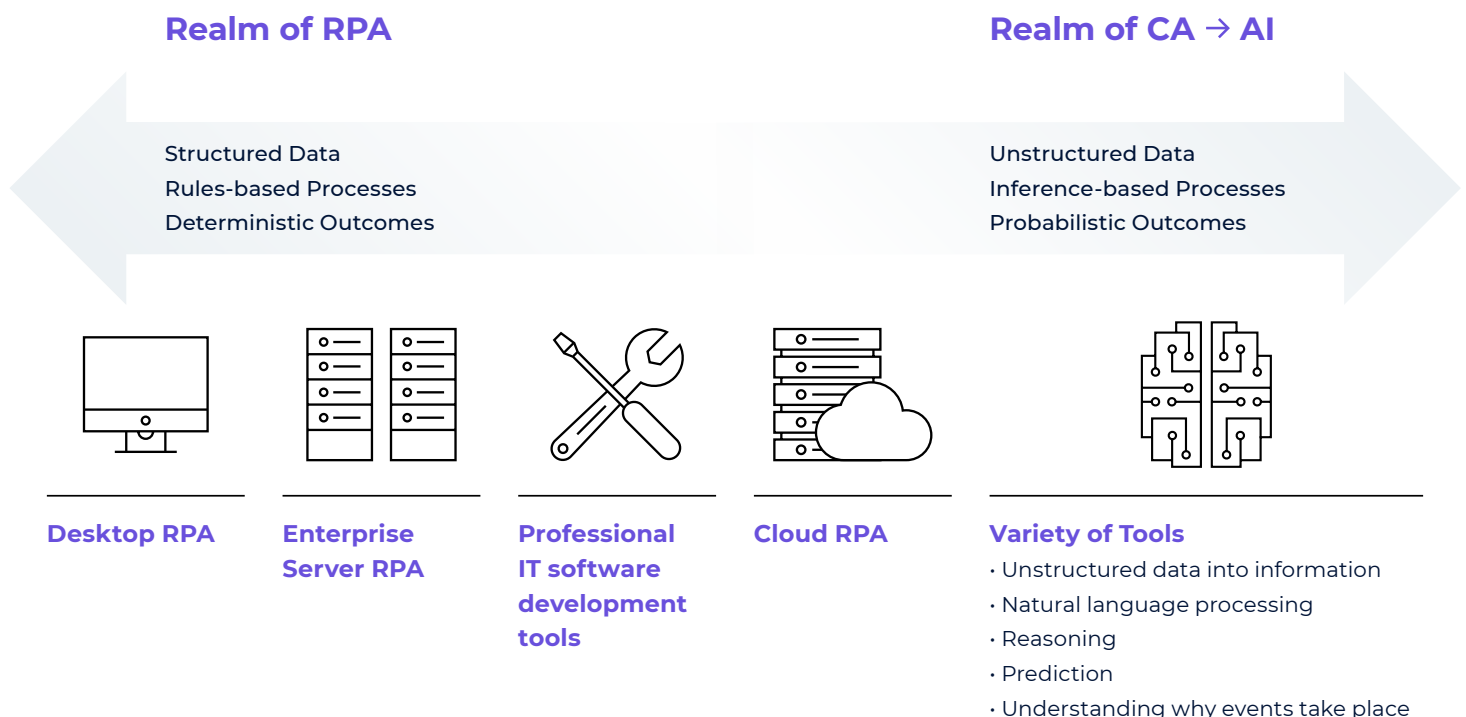 Realm of RPA
Realm of CA → AI
Structured Data
Rules-based Processes
Deterministic Outcomes
Unstructured Data
Inference-based Processes
Probabilistic Outcomes
Desktop RPA
Enterprise
Server RPA
Professional
IT software
development
tools
Cloud RPA
Variety of Tools
• Unstructured data into information
• Natural language processing
• Reasoning
• Prediction
• Understanding why events take place